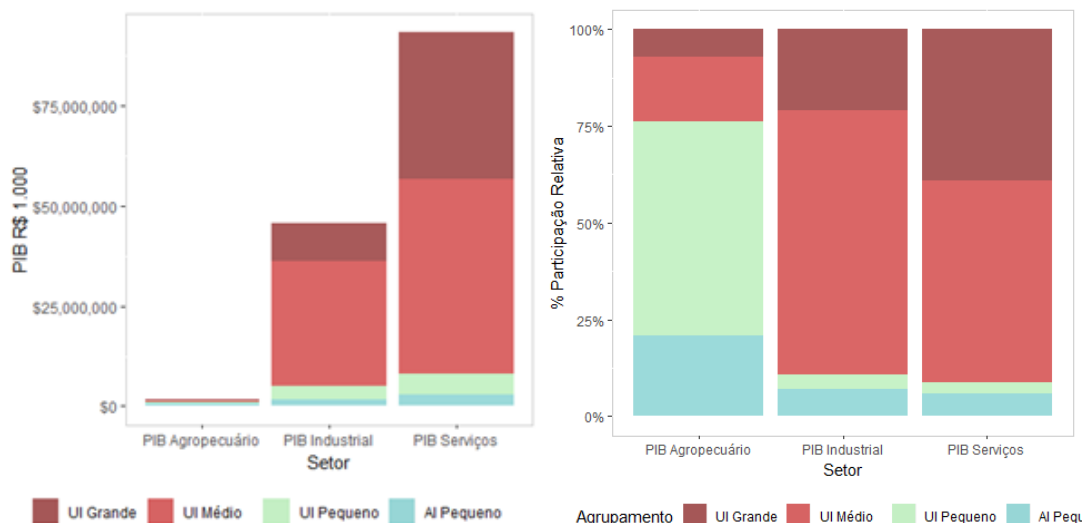 PIB R$ 1.000
$75,000,000
$50,000,000
$25,000,000
$0
PIB Agropecuário PIB Industrial PIB Serviços
Setor
UI Grande UI Médio UI Pequeno AI Pequeno
% Participação Relativa
100%
75%
50%
25%
0%
PIB Agropecuário PIB Industrial PIB Serviços
Setor
Agrupamento UI Grande UI Médio UI Pequeno AI Pequ